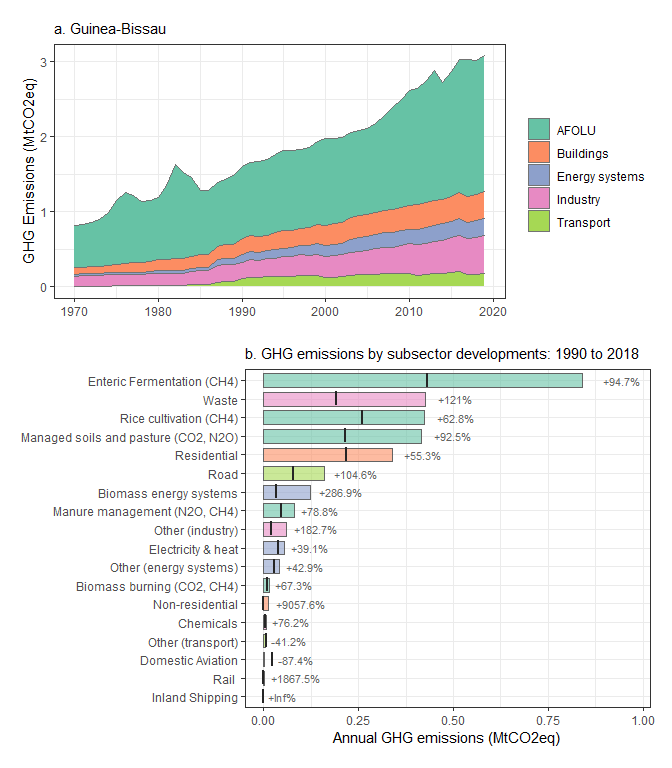 a. Guinea-Bissau
GHG Emissions (MtCO2eq)
3
2
1
0
1970
1980
1990
2000
2010
2020
AFOLU
Buildings
Energy systems
Industry
Transport
b. GHG emissions by subsector developments: 1990 to 2018
Enteric Fermentation (CH4) +94.7%
Waste +121%
Rice cultivation (CH4) +62.8%
Managed soils and pasture (CO2, N2O) +92.5%
Residential +55.3%
Road +104.6%
Biomass energy systems +286.9%
Manure management (N2O, CH4) +78.8%
Other (industry) +182.7%
Electricity & heat +39.1%
Other (energy systems) +42.9%
Biomass burning (CO2, CH4) +67.3%
Non-residential +9057.6%
Chemicals +76.2%
Other (transport) -41.2%
Domestic Aviation -87.4%
Rail +1867.5%
Inland Shipping +Inf%
0.00
0.25
0.50
0.75
1.00
Annual GHG emissions (MtCO2eq)